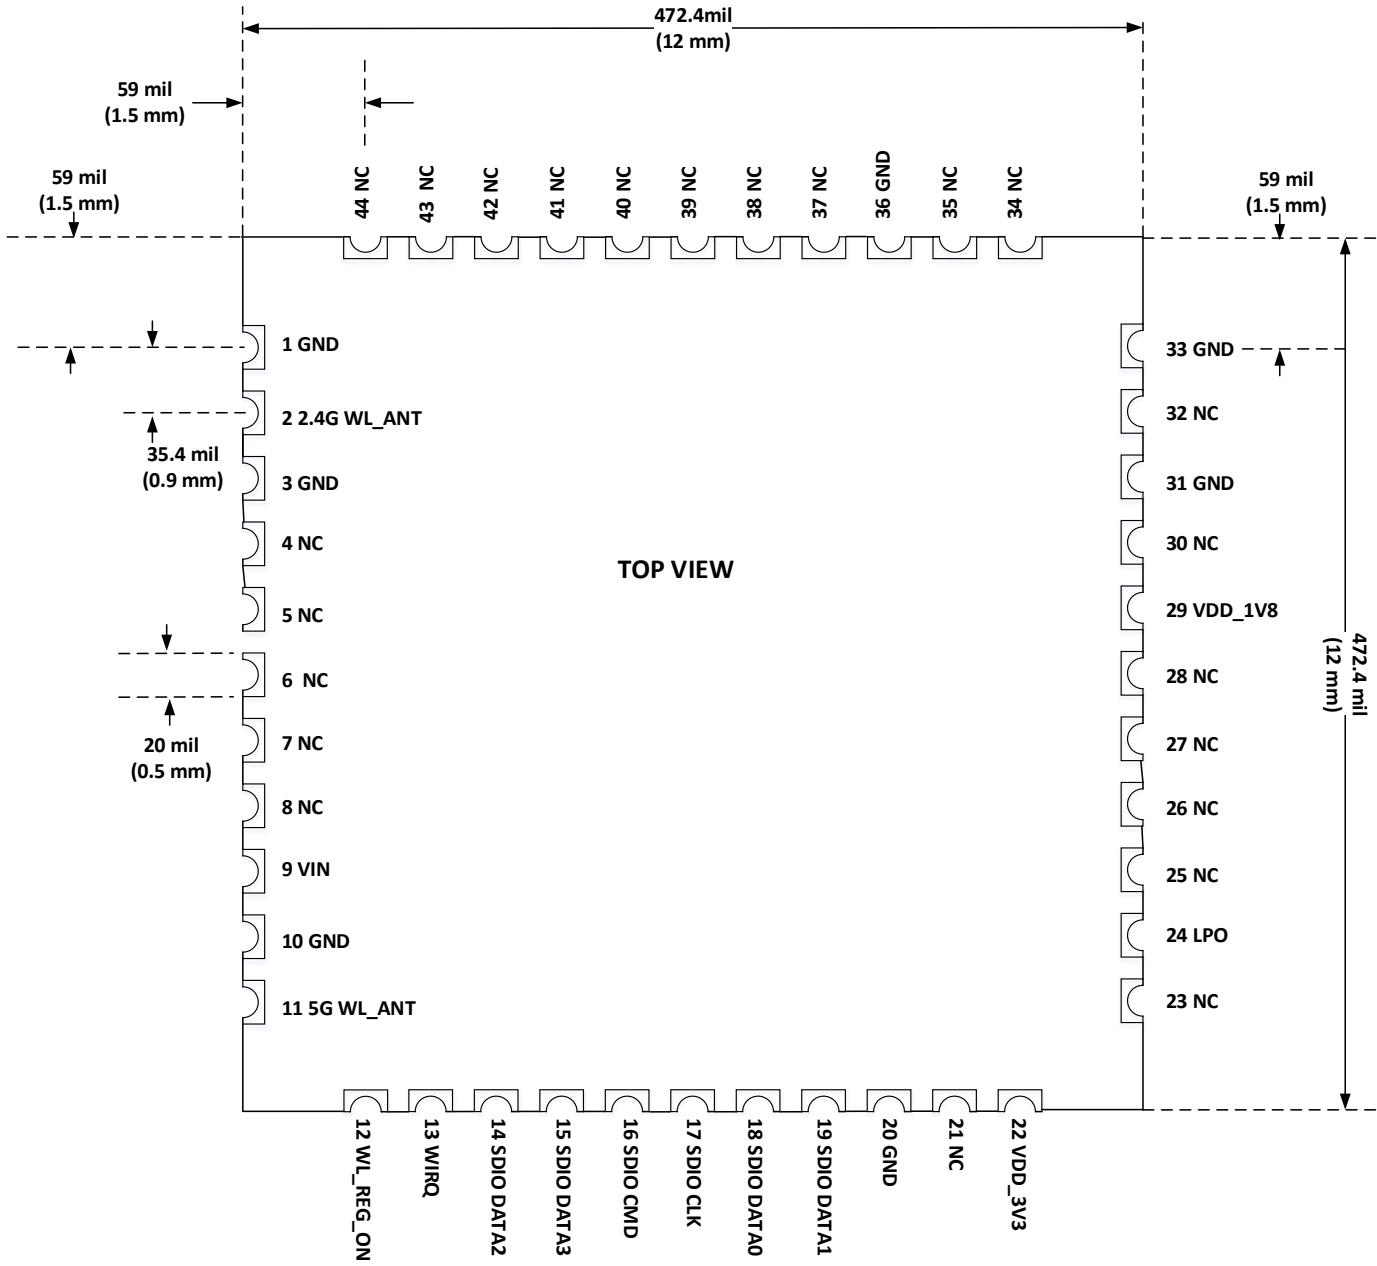 472.4mil
(12 mm)
59 mil
(1.5 mm)
59 mil
(1.5 mm)
59 mil
(1.5 mm)
44 NC
43 NC
42 NC
41 NC
40 NC
39 NC
38 NC
37 NC
36 GND
35 NC
34 NC
1 GND
2 2.4G WL_ANT
3 GND
4 NC
5 NC
6 NC
7 NC
8 NC
9 VIN
10 GND
11 5G WL_ANT
35.4 mil
(0.9 mm)
20 mil
(0.5 mm)
TOP VIEW
33 GND
32 NC
31 GND
30 NC
29 VDD_1V8
28 NC
27 NC
26 NC
25 NC
24 LPO
23 NC
472.4 mil
(12 mm)
12 WL_REG_ON
13 WIRQ
14 SDIO DATA2
15 SDIO DATA3
16 SDIO CMD
17 SDIO CLK
18 SDIO DATA0
19 SDIO DATA1
20 GND
21 NC
22 VDD_3V3